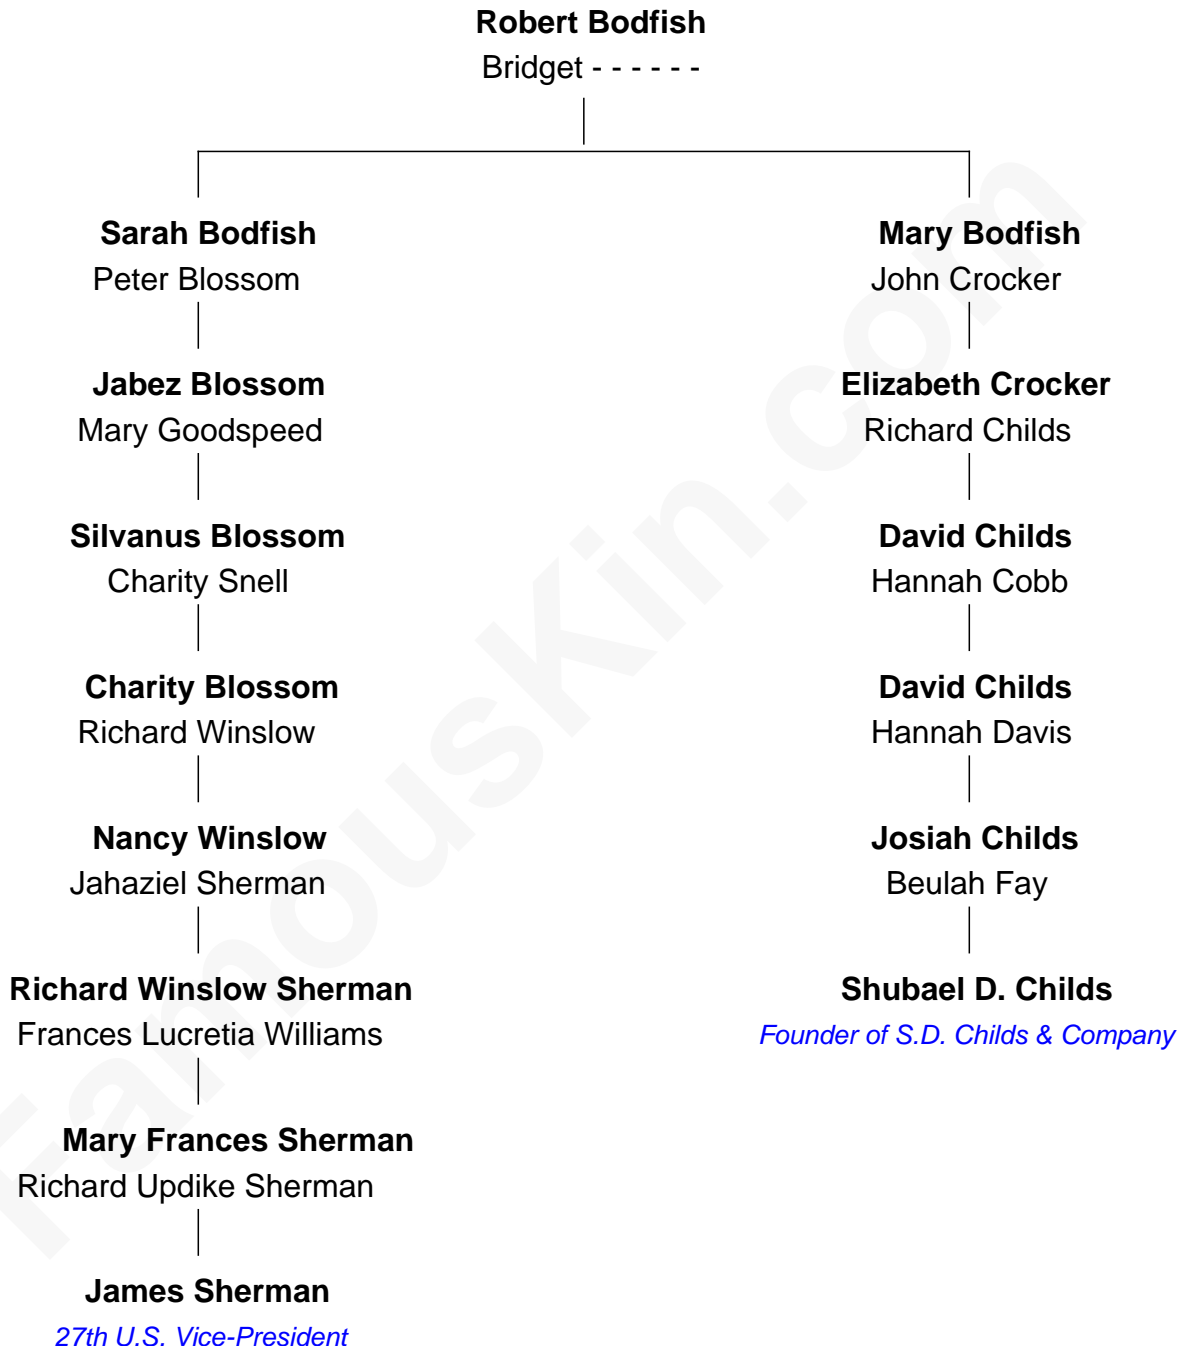 Robert Bodfish
Bridget - - - - - -
Sarah Bodfish
Peter Blossom
Mary Bodfish
John Crocker
Jabez Blossom
Mary Goodspeed
Elizabeth Crocker
Richard Childs
Silvanus Blossom
Charity Snell
David Childs
Hannah Cobb
Charity Blossom
Richard Winslow
David Childs
Hannah Davis
Nancy Winslow
Jahaziel Sherman
Josiah Childs
Beulah Fay
Richard Winslow Sherman
Frances Lucretia Williams
Shubael D. Childs
Founder of S.D. Childs & Company
Mary Frances Sherman
Richard Updike Sherman
James Sherman
27th U.S. Vice-President
FamousKin.com